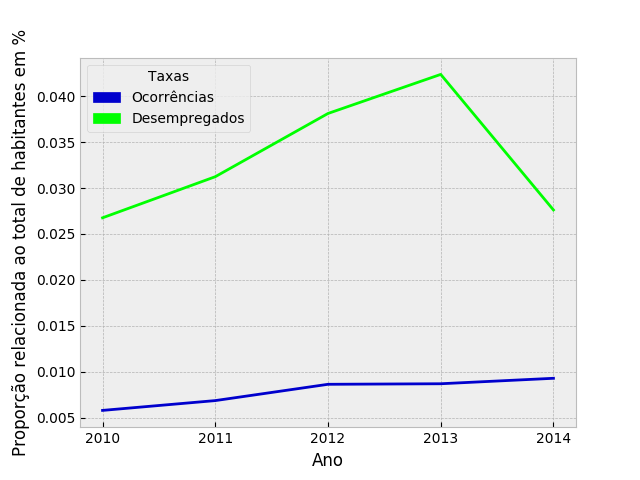 Proporção relacionada ao total de habitantes em %
Taxas
Ocorrências
Desempregados
0.040
0.035
0.030
0.025
0.020
0.015
0.010
0.005
2010 2011 2012 2013 2014
Ano